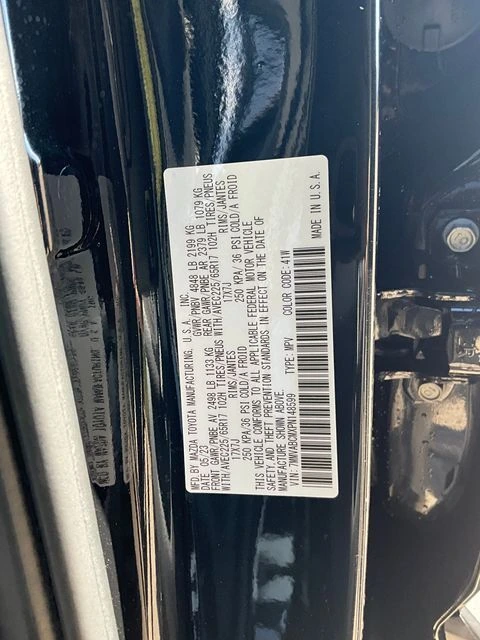 MFD. BY MAZDA TOYOTA MANUFACTURING, U.S.A., INC.
DATE: 05/23 GVWR/PNBV 4848 LB 2199 KG
FRONT GAWR/PNBE AV 2498 LB 1133 KG REAR GAWR/PNBE AR 2379 LB 1079 KG
WITH/AVEC225/65R17 102H TIRES/PNEUS WITH/AVEC225/65R17 102H TIRES/PNEUS
17X7J RIMS/JANTES 17X7J RIMS/JANTES
250 KPA/36 PSI COLD/A FROID 250 KPA/36 PSI COLD/A FROID
THIS VEHICLE CONFORMS TO ALL APPLICABLE FEDERAL MOTOR VEHICLE
SAFETY AND THEFT PREVENTION STANDARDS IN EFFECT ON THE DATE OF
MANUFACTURE SHOWN ABOVE.
VIN: 7MMVABCMXPN148599 TYPE: MPV COLOR CODE: 41W
MADE IN U.S.A.